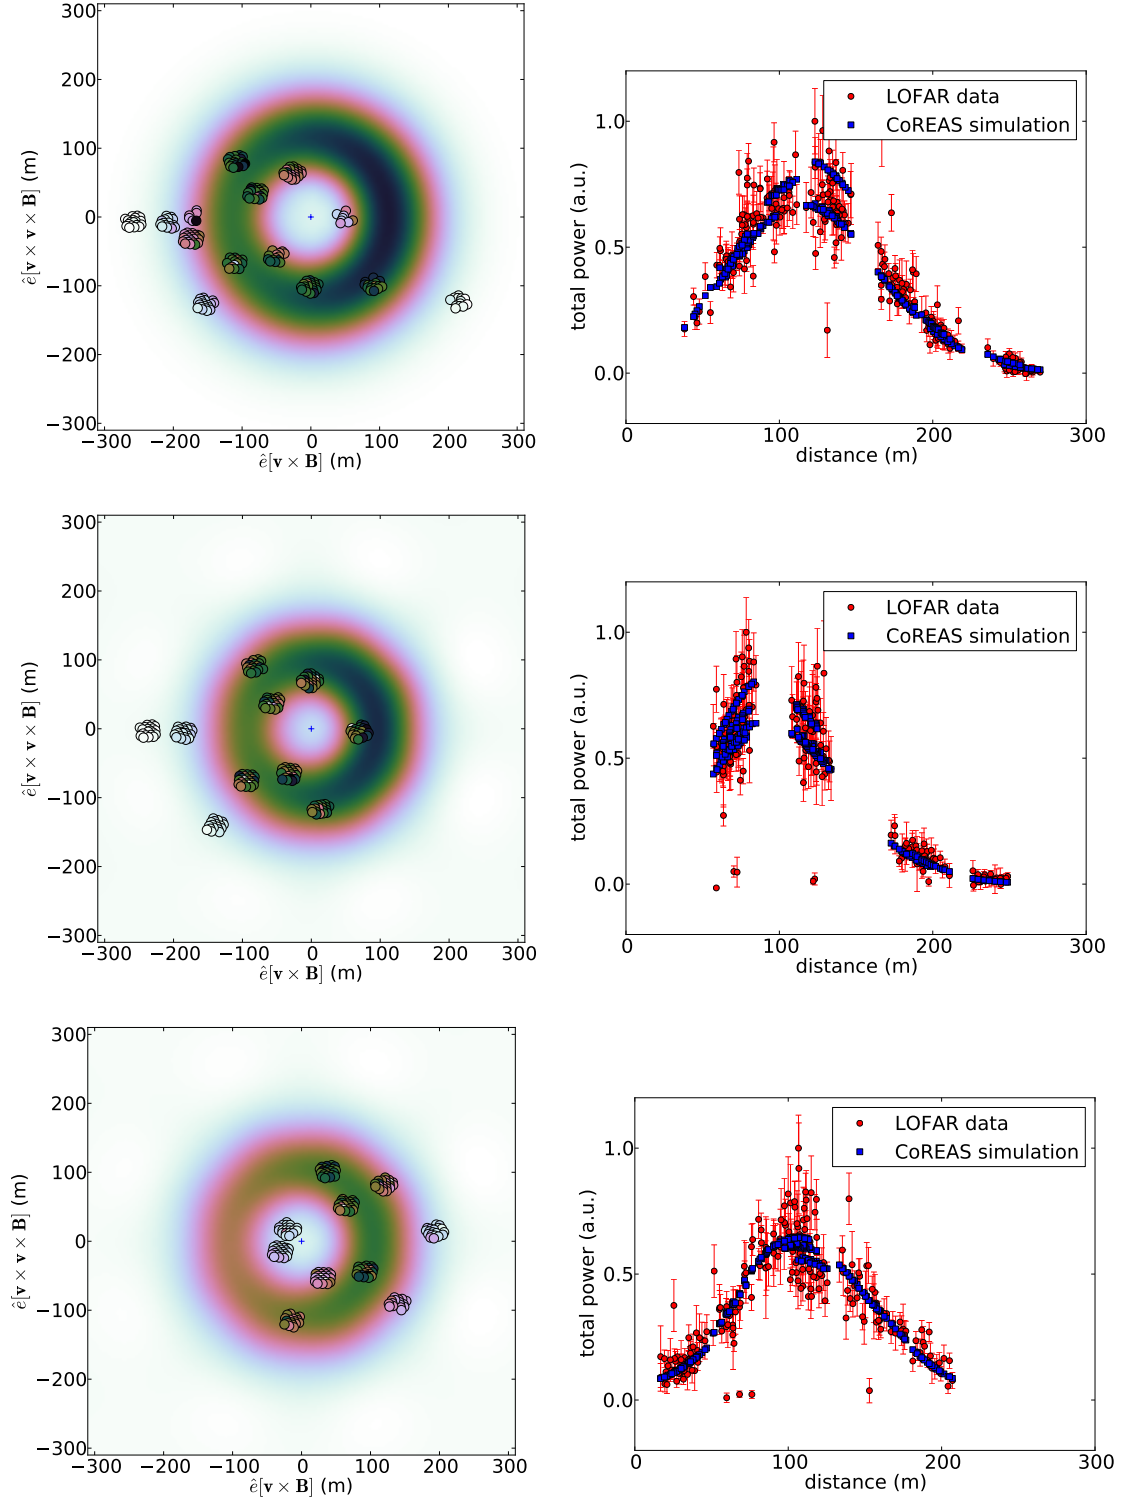 300
200
100
0
−100
−200
−300
−300 −200 −100 0 100 200 300
ê[v × v × B] (m)
ê[v × B] (m)
LOFAR data
CoREAS simulation
1.0
0.5
0.0
total power (a.u.)
0 100 200 300
distance (m)
300
200
100
0
−100
−200
−300
−300 −200 −100 0 100 200 300
ê[v × v × B] (m)
ê[v × B] (m)
LOFAR data
CoREAS simulation
1.0
0.5
0.0
total power (a.u.)
0 100 200 300
distance (m)
300
200
100
0
−100
−200
−300
−300 −200 −100 0 100 200 300
ê[v × v × B] (m)
ê[v × B] (m)
LOFAR data
CoREAS simulation
1.0
0.5
0.0
total power (a.u.)
0 100 200 300
distance (m)